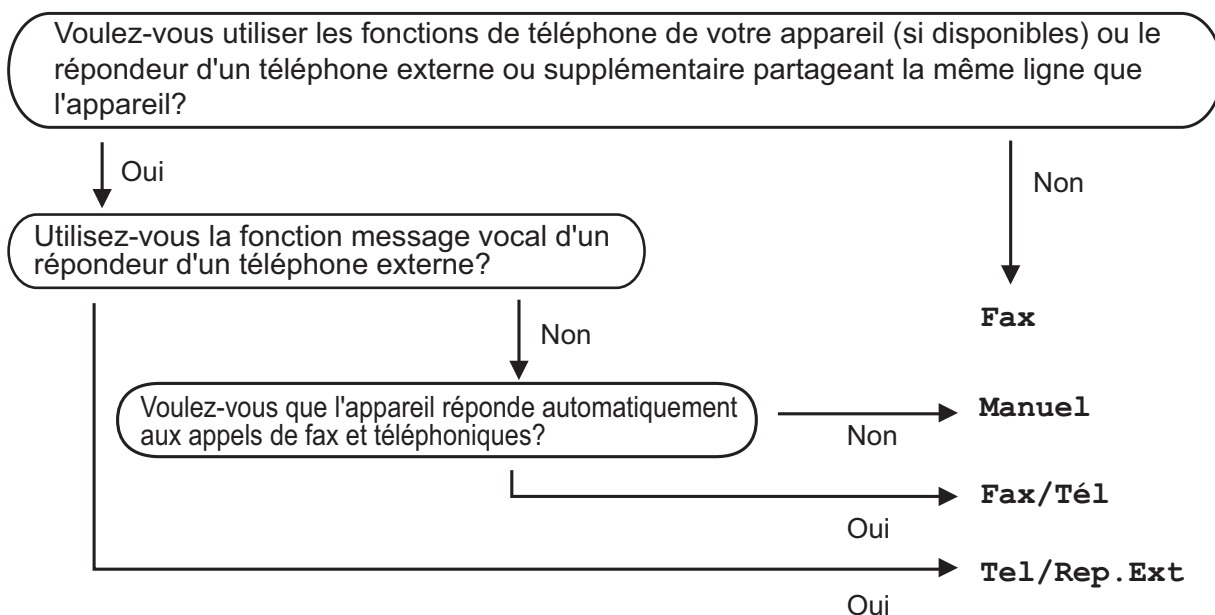 Voulez-vous utiliser les fonctions de téléphone de votre appareil (si disponibles) ou le
répondeur d'un téléphone externe ou supplémentaire partageant la même ligne que
l'appareil?
Oui
Non
Utilisez-vous la fonction message vocal d'un
répondeur d'un téléphone externe?
Non
Fax
Voulez-vous que l'appareil réponde automatiquement
aux appels de fax et téléphoniques?
Non
Manuel
Oui
Fax/Tél
Oui
Tel/Rep.Ext